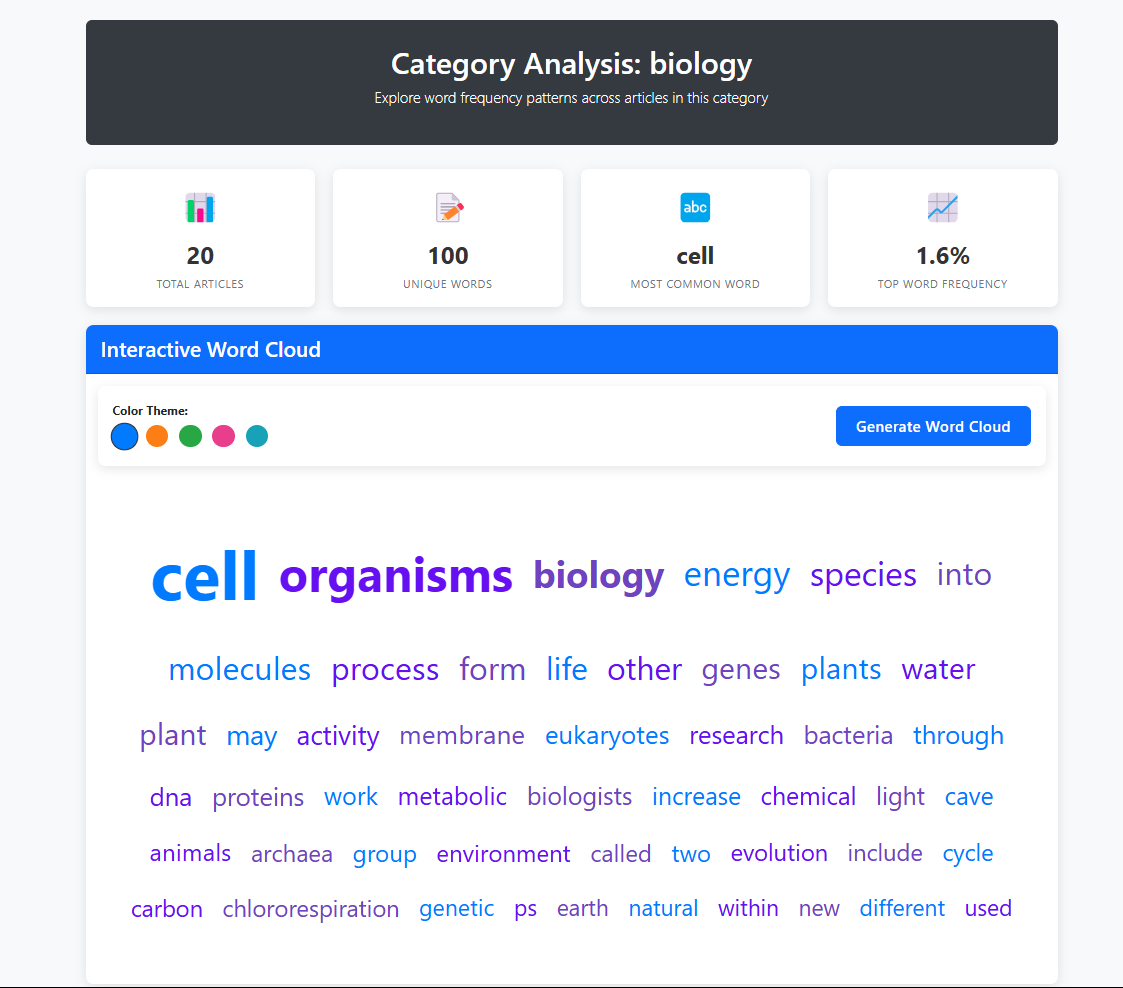 Category Analysis: biology
Explore word frequency patterns across articles in this category
20
TOTAL ARTICLES
100
UNIQUE WORDS
abc
cell
MOST COMMON WORD
1.6%
TOP WORD FREQUENCY
Interactive Word Cloud
Color Theme:
Generate Word Cloud
cell organisms biology energy species into
molecules process form life other genes plants water
plant may activity membrane eukaryotes research bacteria through
dna proteins work metabolic biologists increase chemical light cave
animals archaea group environment called two evolution include cycle
carbon chlororespiration genetic ps earth natural within new different used